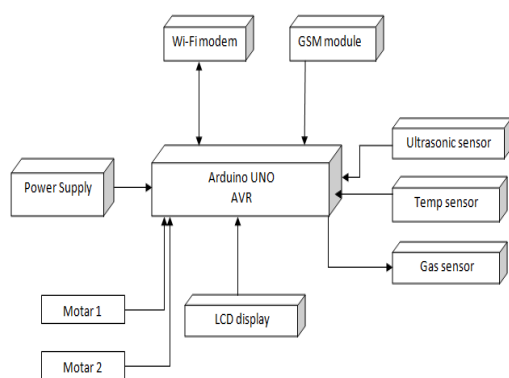 Wi-Fi modem
GSM module
Ultrasonic sensor
Arduino UNO
AVR
Power Supply
Temp sensor
Gas sensor
Motar 1
LCD display
Motar 2